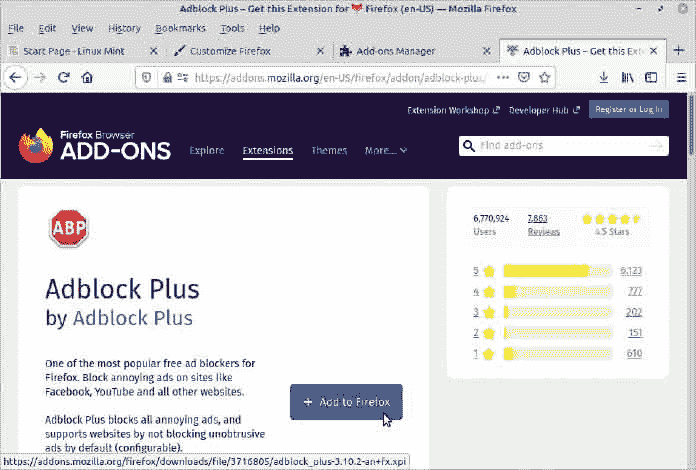 Adblock Plus – Get this Extension for Firefox (en-US) — Mozilla Firefox
File Edit View History Bookmarks Tools Help
Start Page - Linux Mint Customize Firefox Add-ons Manager Adblock Plus – Get this Exte
https://addons.mozilla.org/en-US/firefox/addon/adblock-plus/
Extension Workshop Developer Hub Register or Log In
Firefox Browser
ADD-ONS Explore Extensions Themes More... Find add-ons
ABP
6,770,924 7,863
Users Reviews 4.5 Stars
Adblock Plus
by Adblock Plus
5 6,123
4 777
3 202
2 151
1 610
One of the most popular free ad blockers for
Firefox. Block annoying ads on sites like
Facebook, YouTube and all other websites.
+ Add to Firefox
Adblock Plus blocks all annoying ads, and
supports websites by not blocking unobtrusive
ads by default (configurable).
https://addons.mozilla.org/firefox/downloads/file/3716805/adblock_plus-3.10.2-an+fx.xpi